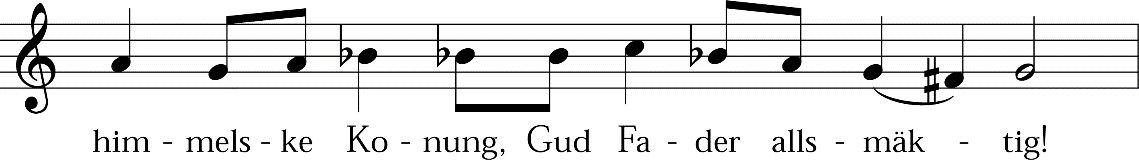 him - mels - ke Ko - nung, Gud Fa - der alls - mäk - tig!